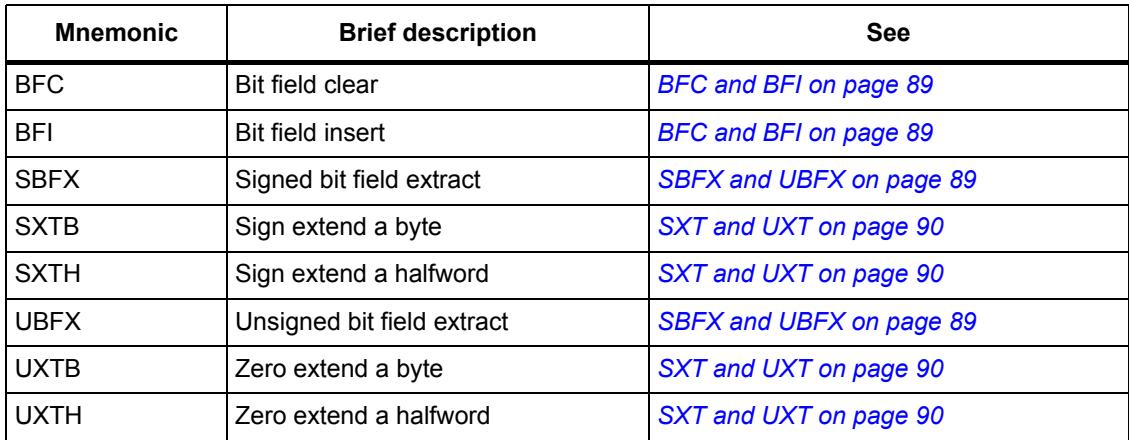 Mnemonic Brief description See
BFC Bit field clear BFC and BFI on page 89
BFI Bit field insert BFC and BFI on page 89
SBFX Signed bit field extract SBFX and UBFX on page 89
SXTB Sign extend a byte SXT and UXT on page 90
SXTH Sign extend a halfword SXT and UXT on page 90
UBFX Unsigned bit field extract SBFX and UBFX on page 89
UXTB Zero extend a byte SXT and UXT on page 90
UXTH Zero extend a halfword SXT and UXT on page 90